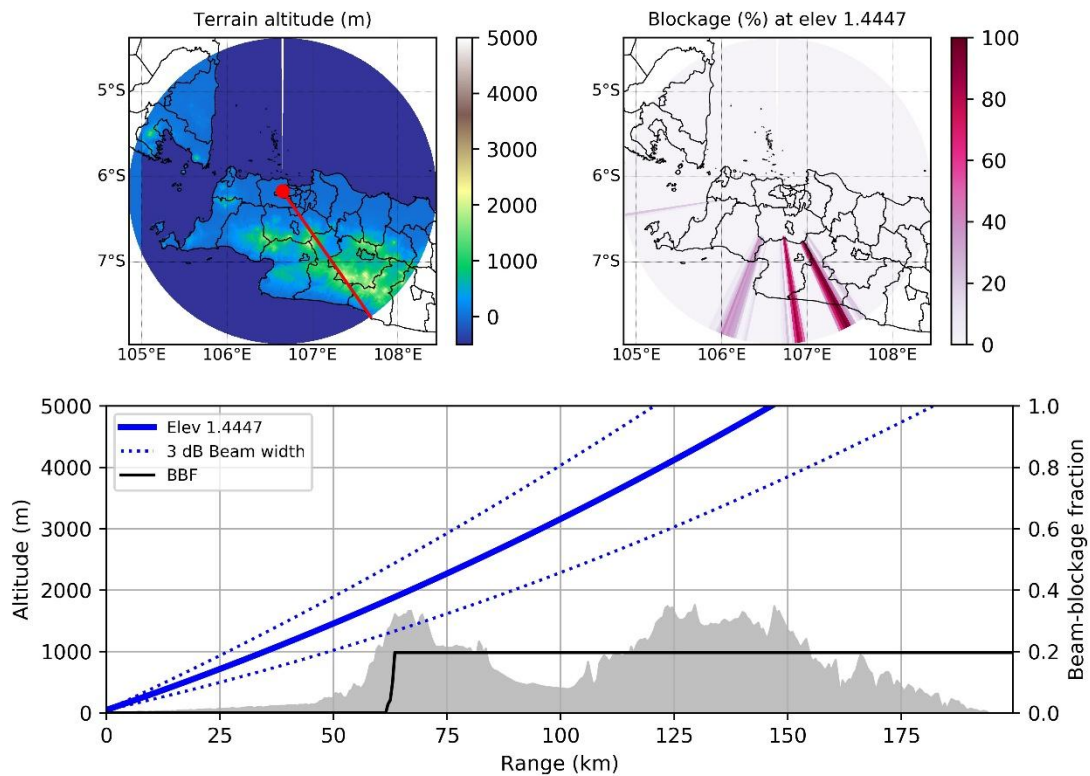 Terrain altitude (m)
5°S
6°S
7°S
105°E 106°E 107°E 108°E
5000
4000
3000
2000
1000
0
Blockage (%) at elev 1.4447
5°S
6°S
7°S
105°E 106°E 107°E 108°E
100
80
60
40
20
0
Altitude (m)
5000
4000
3000
2000
1000
0
Elev 1.4447
3 dB Beam width
BBF
1.0
0.8
0.6
0.4
0.2
0.0
Beam-blockage fraction
0 25 50 75 100 125 150 175
Range (km)